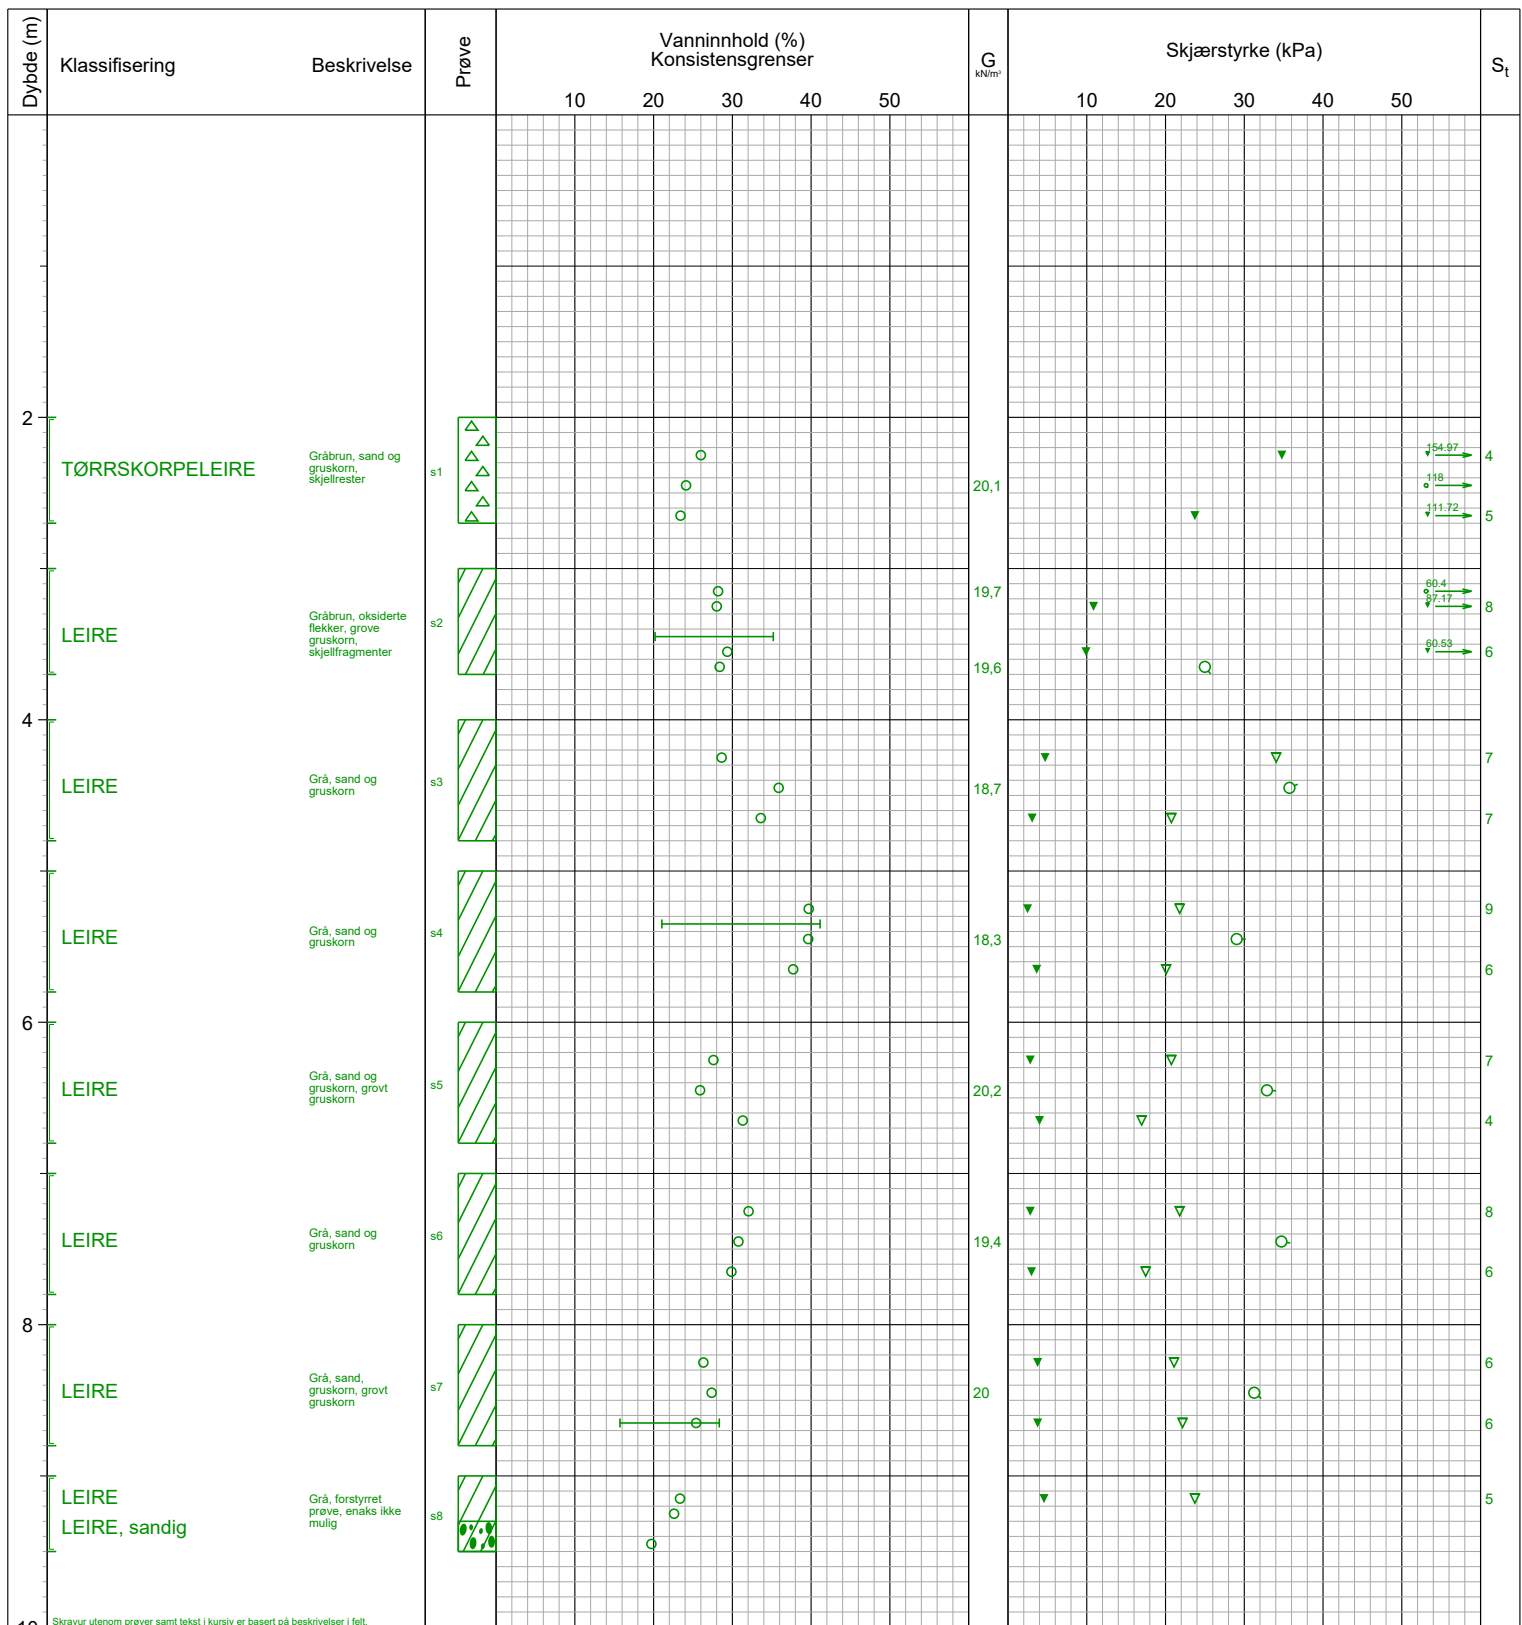 Dybde (m)
Klassifisering
Beskrivelse
Prøve
Vanninnhold (%)
Konsistensgrenser
10 20 30 40 50
G
kN/m³
Skjærstyrke (kPa)
10 20 30 40 50
St
2
TØRRSKORPELEIRE
Gråbrun, sand og
gruskorn,
skjellrester
s1
20,1
154.97
4
118
111.72
5
LEIRE
Gråbrun, oksiderte
flekker, grove
gruskorn,
skjellfragmenter
s2
19,7
19,6
60.4
87.17
8
60.53
6
4
LEIRE
Grå, sand og
gruskorn
s3
18,7
7
7
LEIRE
Grå, sand og
gruskorn
s4
18,3
9
6
6
LEIRE
Grå, sand og
gruskorn, grovt
gruskorn
s5
20,2
7
4
LEIRE
Grå, sand og
gruskorn
s6
19,4
8
6
8
LEIRE
Grå, sand,
gruskorn, grovt
gruskorn
s7
20
6
6
LEIRE
LEIRE, sandig
Grå, forstyrret
prøve, enaks ikke
mulig
s8
5
Skravur utenom prøver samt tekst i kursiv er basert på beskrivelser i felt.